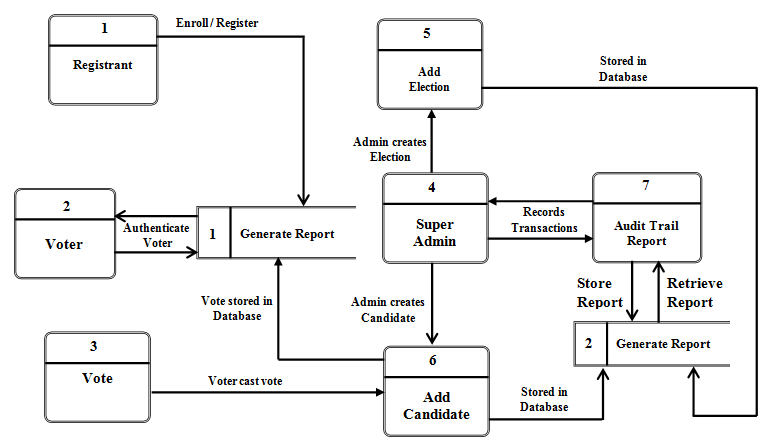 1
Registrant
Enroll / Register
5
Add
Election
Stored in
Database
Admin creates
Election
2
Voter
Authenticate
Voter
1
Generate Report
4
Super
Admin
Records
Transactions
7
Audit Trail
Report
Store
Report
Retrieve
Report
Vote stored in
Database
Admin creates
Candidate
2
Generate Report
3
Vote
Voter cast vote
6
Add
Candidate
Stored in
Database